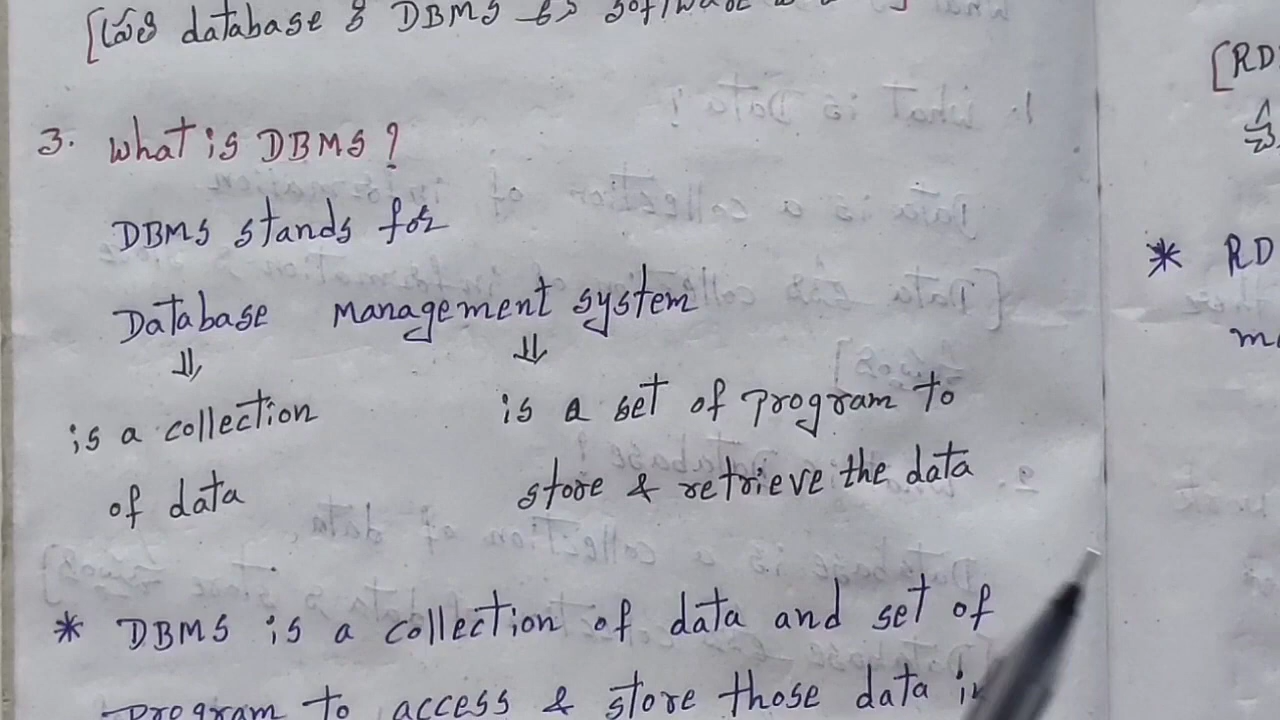 database & DBMS
3. What is DBMS?
DBMS stands for
Database Management system
⇓ ⇓
is a collection
of data
is a set of program to
store & retrieve the data
* DBMS is a collection of data and set of
program to access & store those data in
[RD
* RD